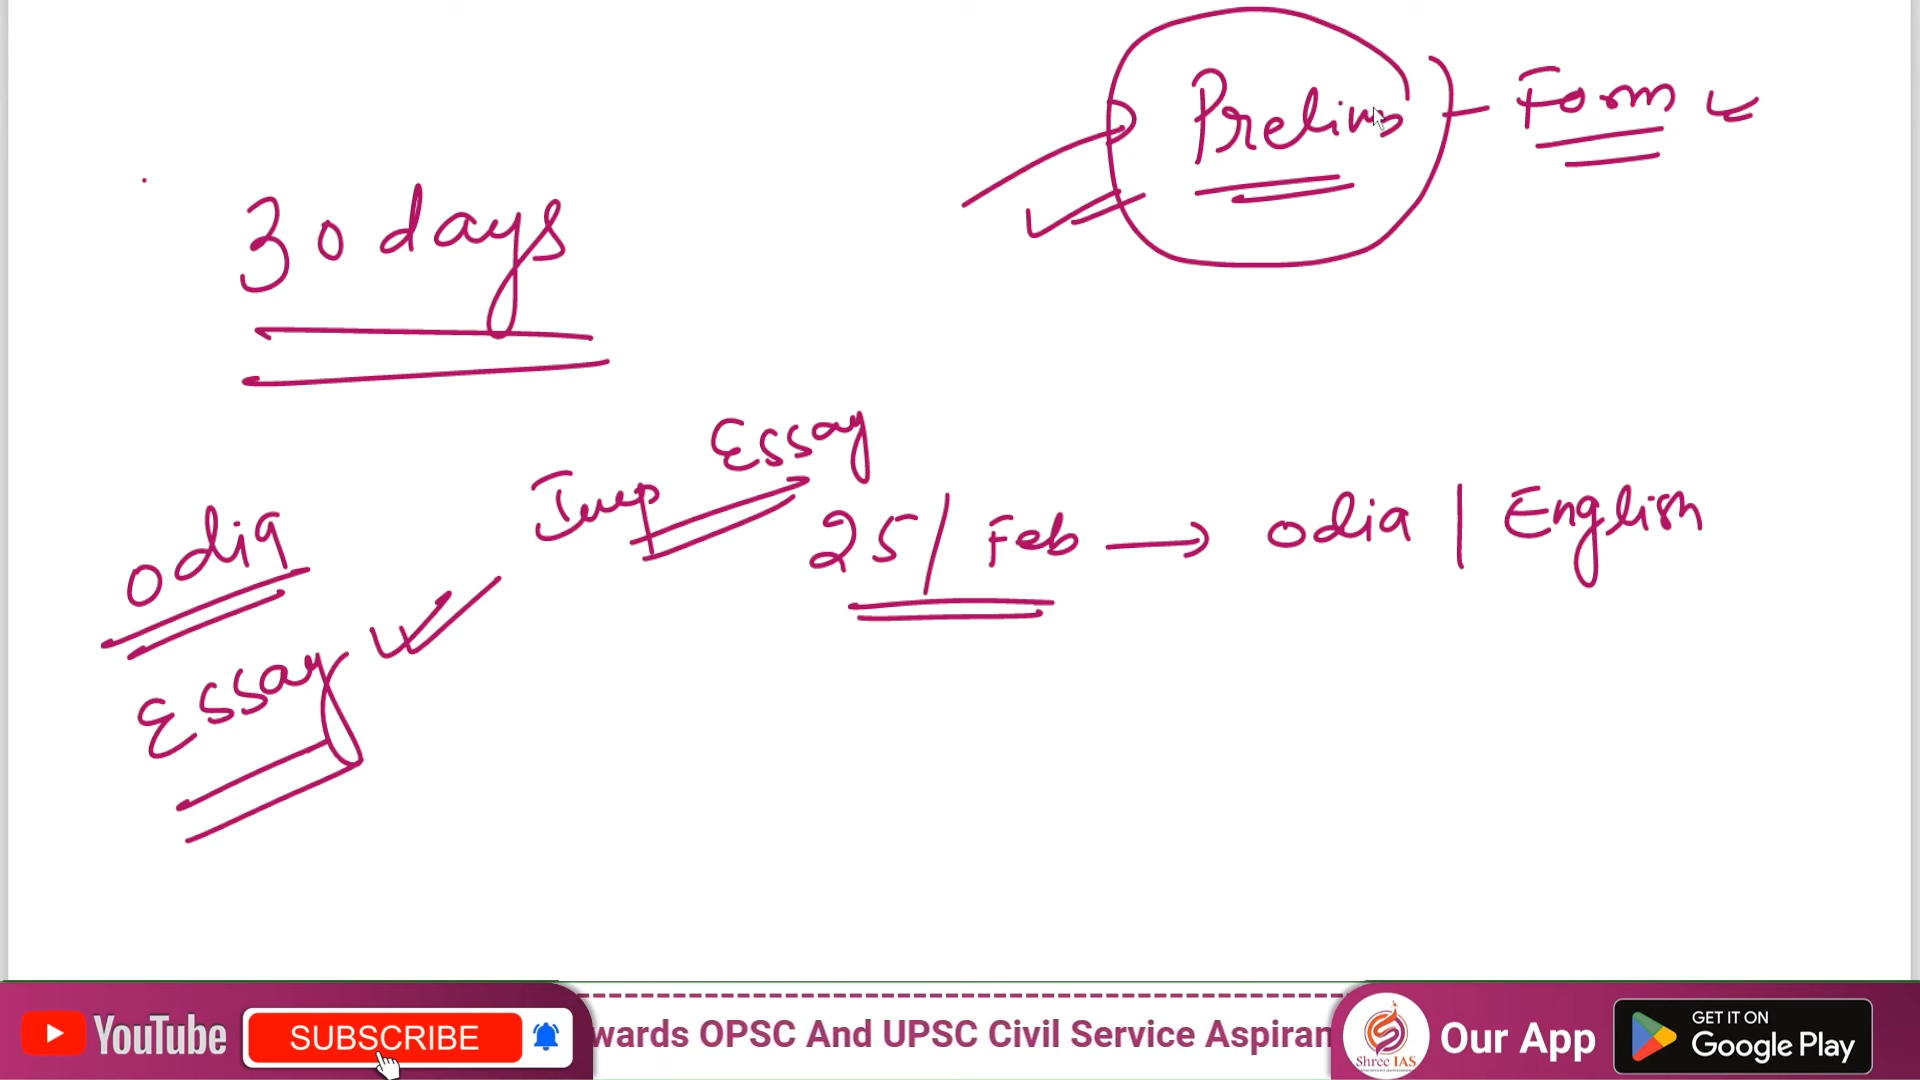 Prelims - Form
30 days
Imp Essay
25/Feb → odia | English
odia
Essay
YouTube
SUBSCRIBE
wards OPSC And UPSC Civil Service Aspiran
Shree IAS
Our App
GET IT ON
Google Play